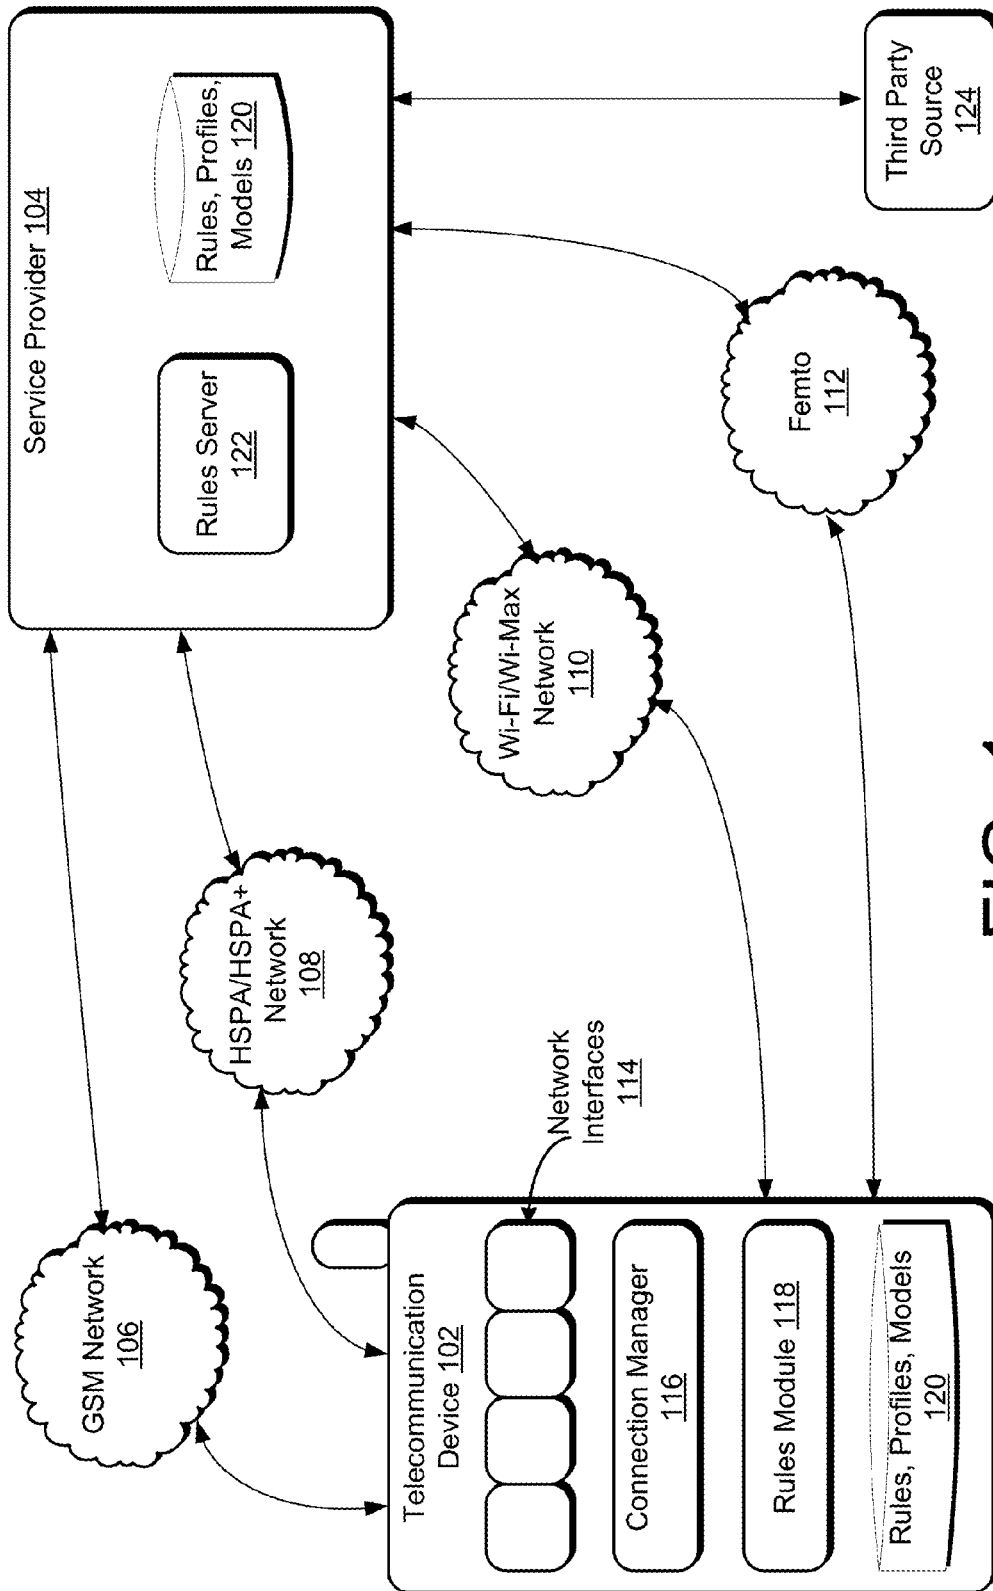 GSM Network
106
HSPA/HSPA+
Network
108
Service Provider 104
Rules Server
122
Rules, Profiles,
Models 120
Telecommunication
Device 102
Network
Interfaces
114
Connection Manager
116
Rules Module 118
Rules, Profiles, Models
120
Wi-Fi/Wi-Max
Network
110
Femto
112
Third Party
Source
124